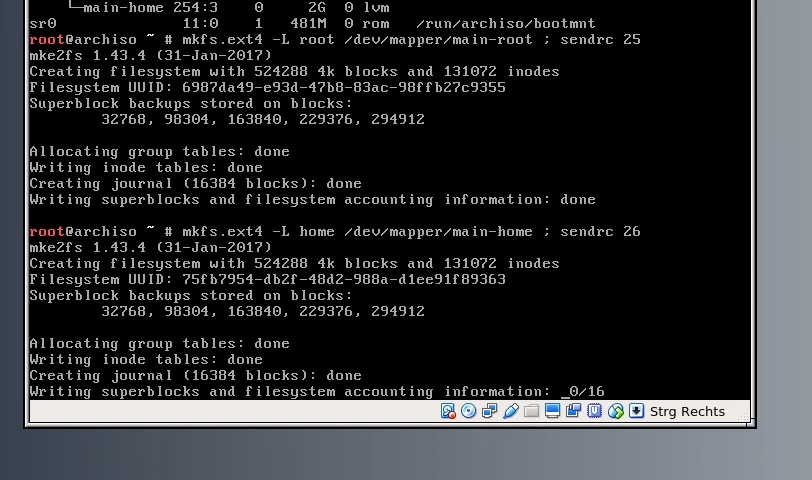 └─main-home 254:3    0     2G  0 lvm
sr0              11:0    1   481M  0 rom   /run/archiso/bootmnt
root@archiso ~ # mkfs.ext4 -L root /dev/mapper/main-root ; sendrc 25
mke2fs 1.43.4 (31-Jan-2017)
Creating filesystem with 524288 4k blocks and 131072 inodes
Filesystem UUID: 6987da49-e93d-47b8-83ac-98ffb27c9355
Superblock backups stored on blocks:
32768, 98304, 163840, 229376, 294912
Allocating group tables: done
Writing inode tables: done
Creating journal (16384 blocks): done
Writing superblocks and filesystem accounting information: done
root@archiso ~ # mkfs.ext4 -L home /dev/mapper/main-home ; sendrc 26
mke2fs 1.43.4 (31-Jan-2017)
Creating filesystem with 524288 4k blocks and 131072 inodes
Filesystem UUID: 75fb7954-db2f-48d2-988a-d1ee91f89363
Superblock backups stored on blocks:
32768, 98304, 163840, 229376, 294912
Allocating group tables: done
Writing inode tables: done
Creating journal (16384 blocks): done
Writing superblocks and filesystem accounting information: _0/16
Strg Rechts